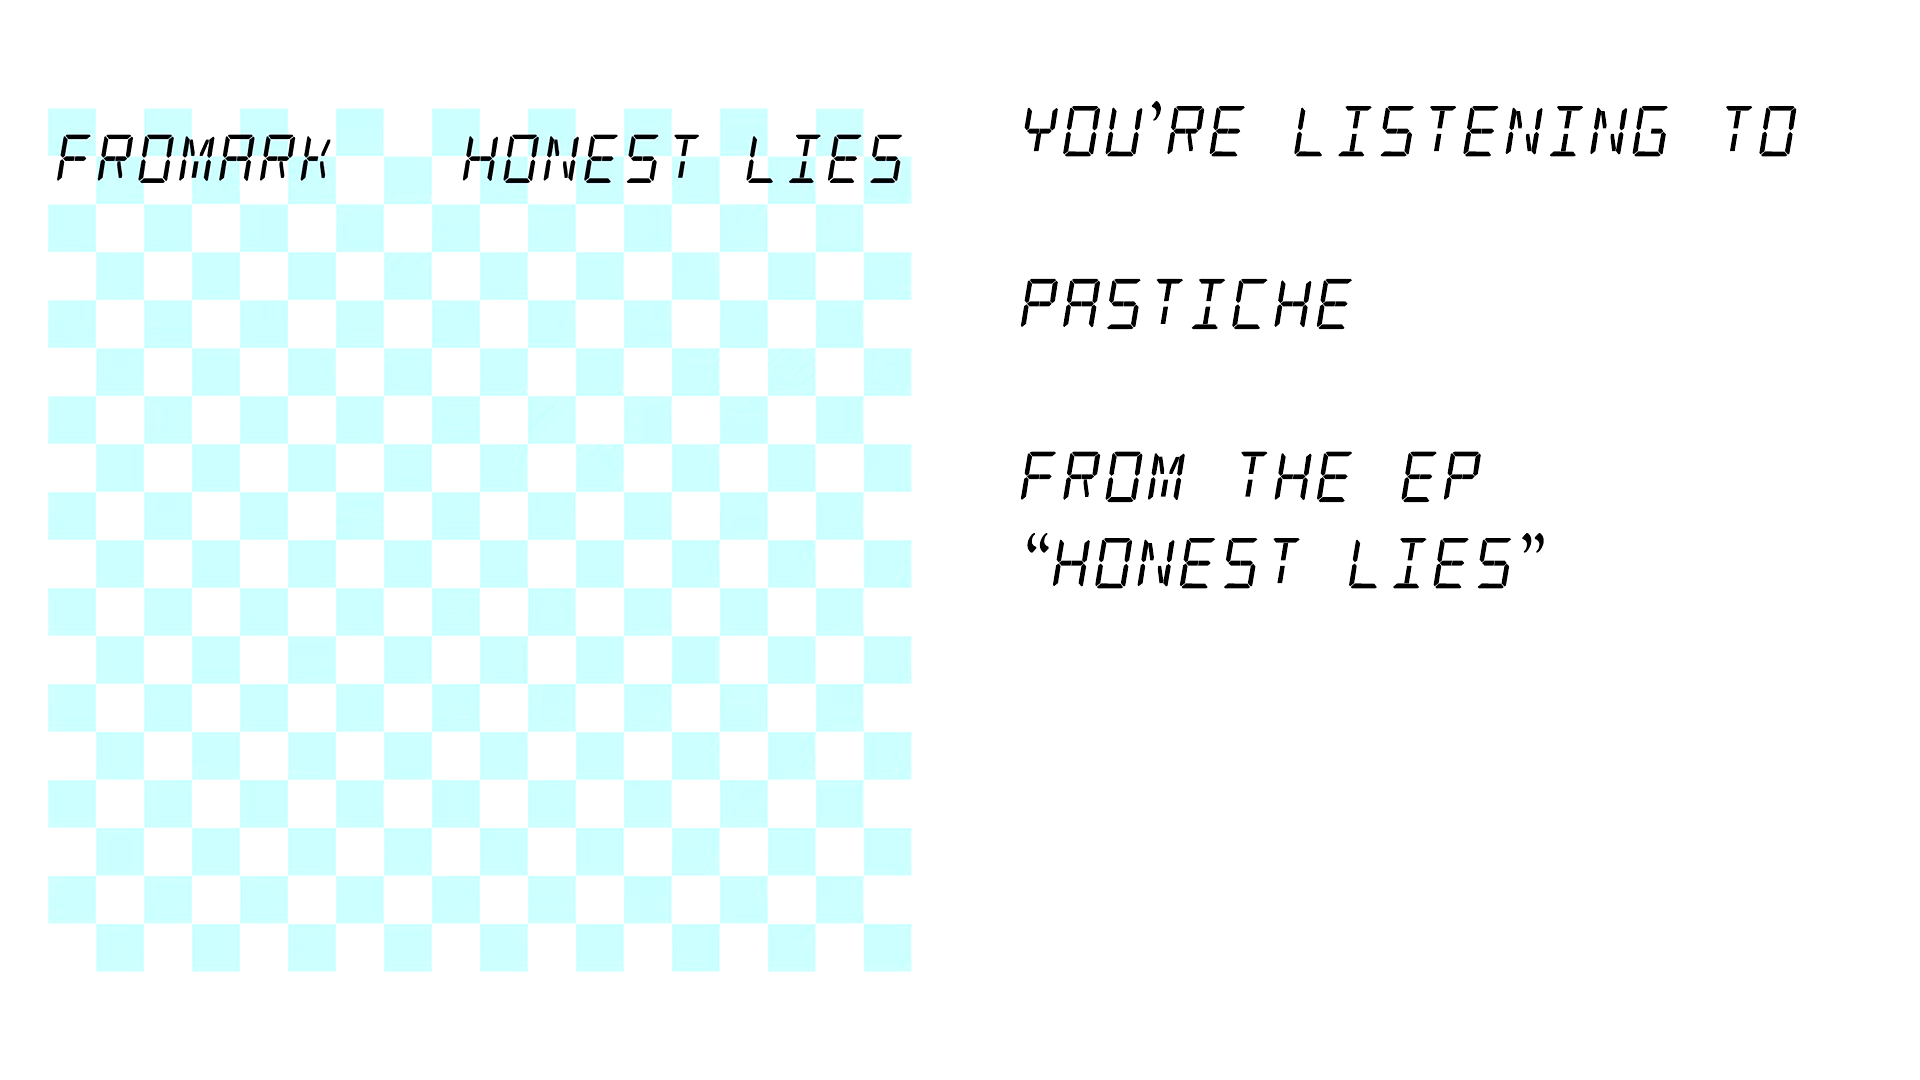 FROMARK HONEST LIES
YOU’RE LISTENING TO
PASTICHE
FROM THE EP
“HONEST LIES”